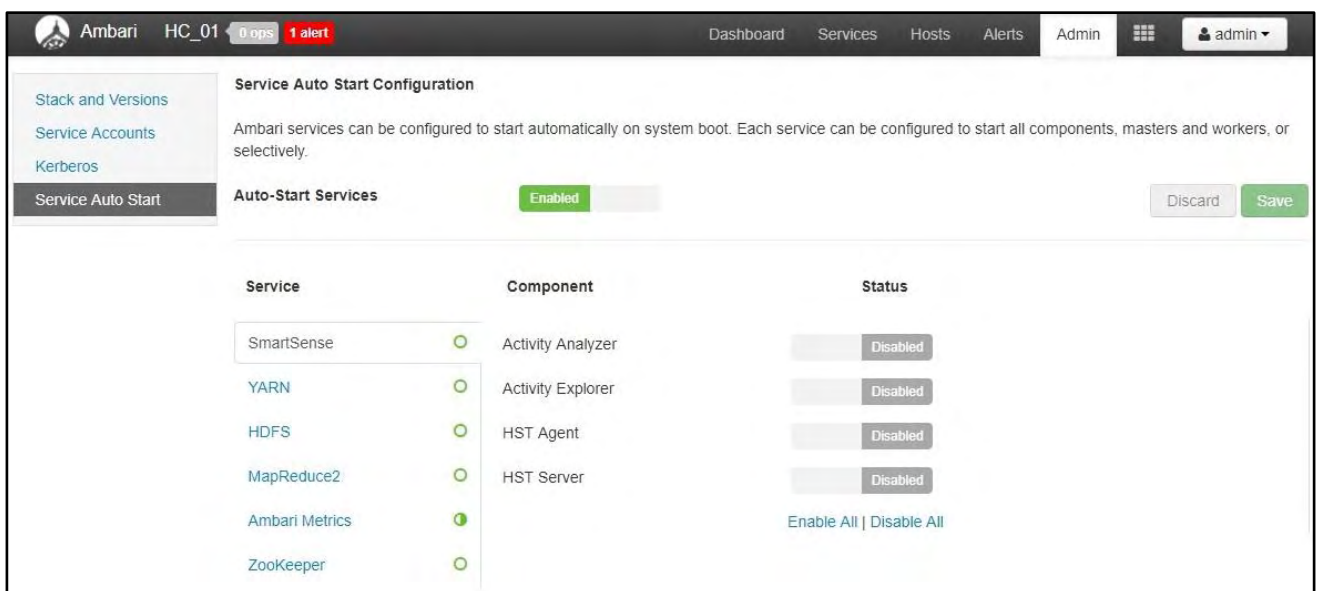 Ambari HC_01 0 ops 1 alert Dashboard Services Hosts Alerts Admin admin
Stack and Versions
Service Accounts
Kerberos
Service Auto Start
Service Auto Start Configuration
Ambari services can be configured to start automatically on system boot. Each service can be configured to start all components, masters and workers, or
selectively.
Auto-Start Services Enabled Discard Save
Service Component Status
SmartSense Activity Analyzer Disabled
YARN Activity Explorer Disabled
HDFS HST Agent Disabled
MapReduce2 HST Server Disabled
Ambari Metrics Enable All | Disable All
ZooKeeper